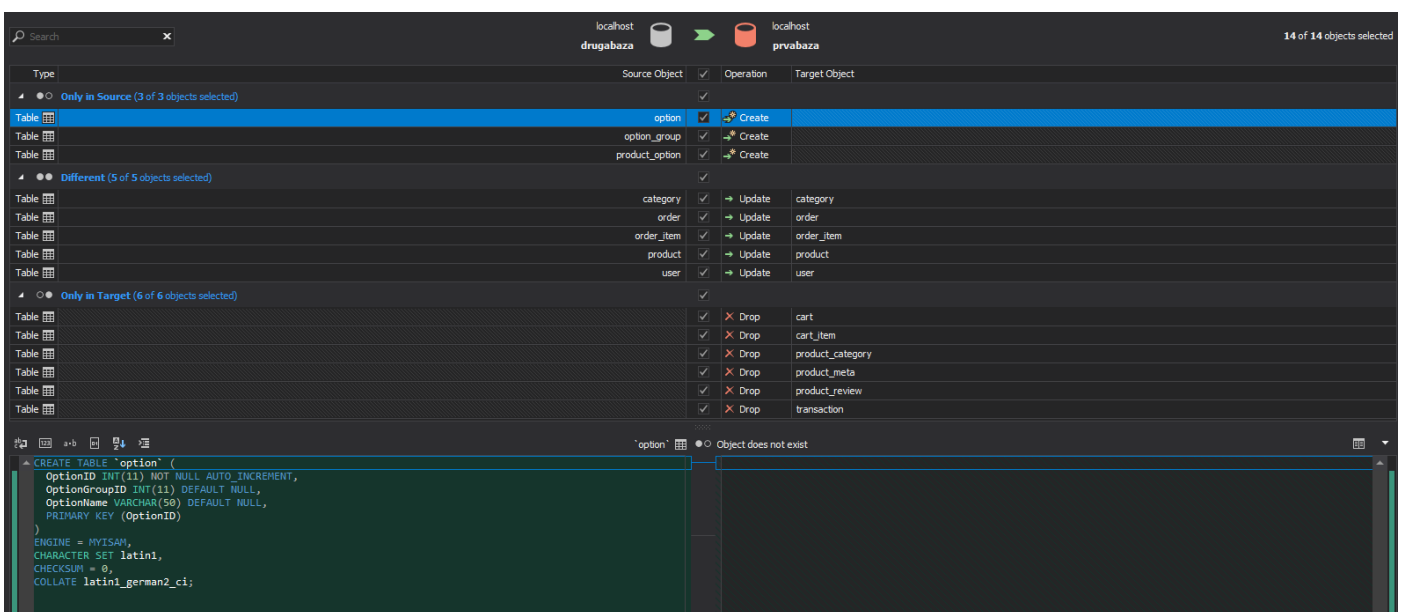 localhost
drugabaza
localhost
prvabaza
Search
14 of 14 objects selected
Type Source Object Operation Target Object
Only in Source (3 of 3 objects selected)
Table option Create
Table option_group Create
Table product_option Create
Different (5 of 5 objects selected)
Table category Update category
Table order Update order
Table order_item Update order_item
Table product Update product
Table user Update user
Only in Target (6 of 6 objects selected)
Table Drop cart
Table Drop cart_item
Table Drop product_category
Table Drop product_meta
Table Drop product_review
Table Drop transaction
`option` Object does not exist
CREATE TABLE `option` (
OptionID INT(11) NOT NULL AUTO_INCREMENT,
OptionGroupID INT(11) DEFAULT NULL,
OptionName VARCHAR(50) DEFAULT NULL,
PRIMARY KEY (OptionID)
)
ENGINE = MYISAM,
CHARACTER SET latin1,
CHECKSUM = 0,
COLLATE latin1_german2_ci;